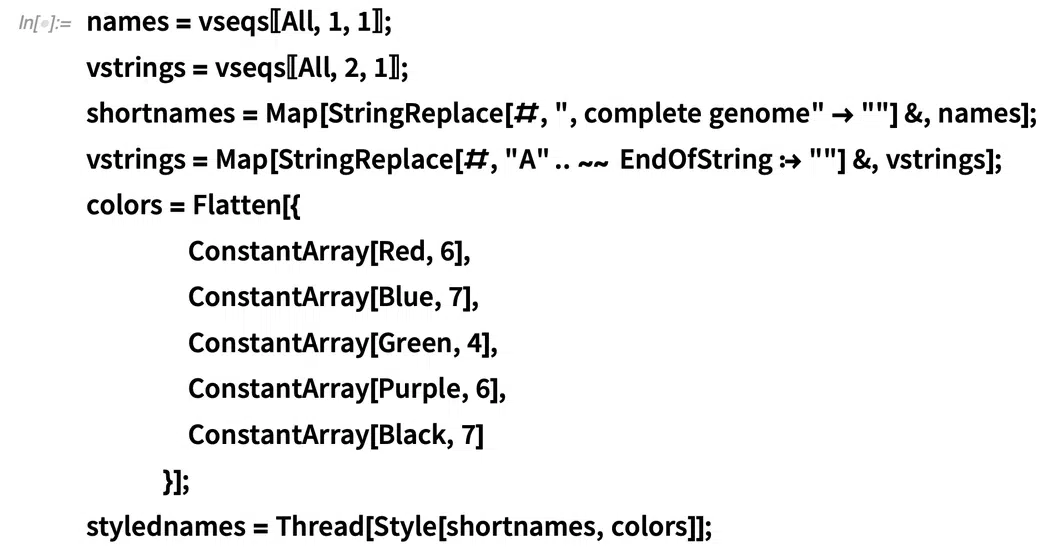 In[•]:= names = vseqs〚All, 1, 1〛;
vstrings = vseqs〚All, 2, 1〛;
shortnames = Map[StringReplace[#, ", complete genome" → ""] &, names];
vstrings = Map[StringReplace[#, "A" .. ~~ EndOfString :→ ""] &, vstrings];
colors = Flatten[{
ConstantArray[Red, 6],
ConstantArray[Blue, 7],
ConstantArray[Green, 4],
ConstantArray[Purple, 6],
ConstantArray[Black, 7]
}];
stylednames = Thread[Style[shortnames, colors]];